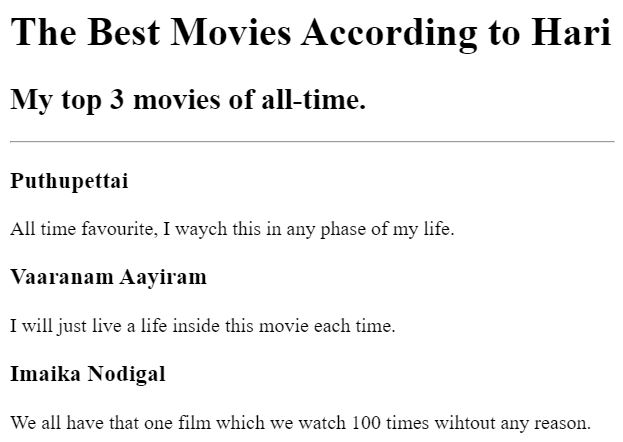 The Best Movies According to Hari
My top 3 movies of all-time.
Puthupettai
All time favourite, I waych this in any phase of my life.
Vaaranam Aayiram
I will just live a life inside this movie each time.
Imaika Nodigal
We all have that one film which we watch 100 times wihtout any reason.